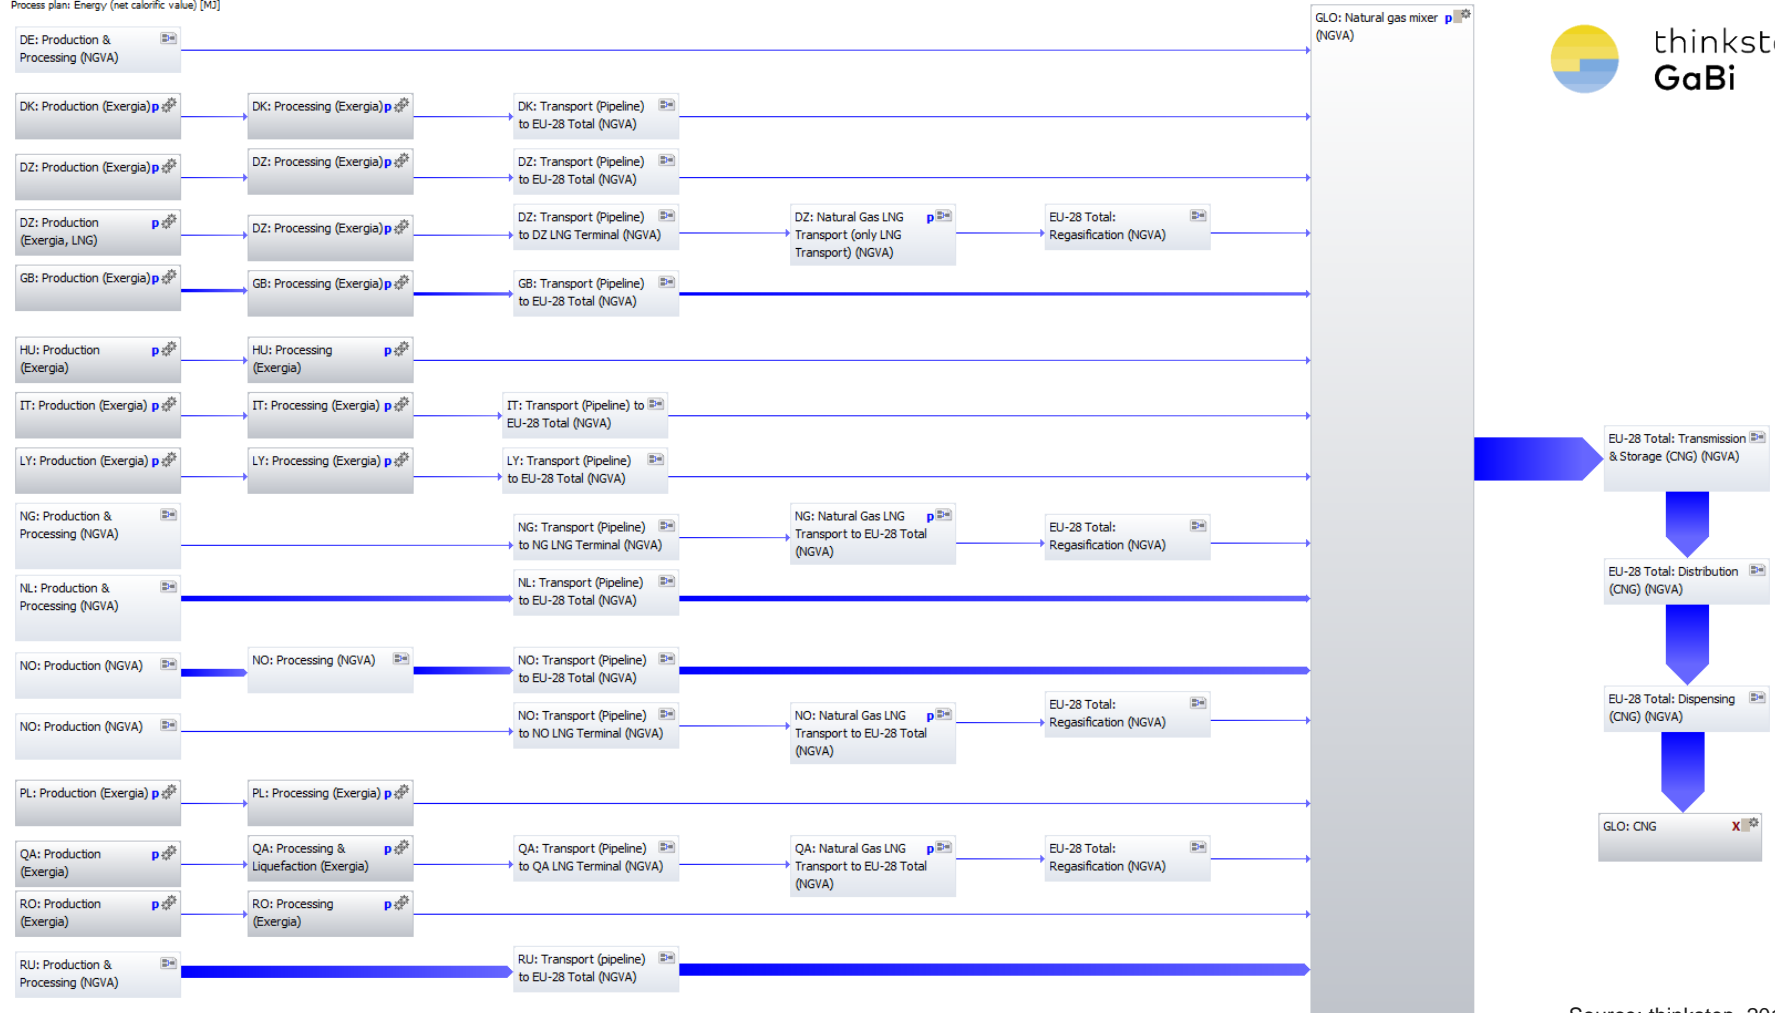 Process plan: Energy (net calorific value) [MJ]
DE: Production &
Processing (NGVA)
DK: Production (Exergia) p
DK: Processing (Exergia) p
DK: Transport (Pipeline)
to EU-28 Total (NGVA)
DZ: Production (Exergia) p
DZ: Processing (Exergia) p
DZ: Transport (Pipeline)
to EU-28 Total (NGVA)
DZ: Production p
(Exergia, LNG)
DZ: Processing (Exergia) p
DZ: Transport (Pipeline)
to DZ LNG Terminal (NGVA)
DZ: Natural Gas LNG p
Transport (only LNG
Transport) (NGVA)
EU-28 Total:
Regasification (NGVA)
GB: Production (Exergia) p
GB: Processing (Exergia) p
GB: Transport (Pipeline)
to EU-28 Total (NGVA)
HU: Production p
(Exergia)
HU: Processing p
(Exergia)
IT: Production (Exergia) p
IT: Processing (Exergia) p
IT: Transport (Pipeline) to
EU-28 Total (NGVA)
LY: Production (Exergia) p
LY: Processing (Exergia) p
LY: Transport (Pipeline)
to EU-28 Total (NGVA)
NG: Production &
Processing (NGVA)
NG: Transport (Pipeline)
to NG LNG Terminal (NGVA)
NG: Natural Gas LNG p
Transport to EU-28 Total
(NGVA)
EU-28 Total:
Regasification (NGVA)
NL: Production &
Processing (NGVA)
NL: Transport (Pipeline)
to EU-28 Total (NGVA)
NO: Production (NGVA)
NO: Processing (NGVA)
NO: Transport (Pipeline)
to EU-28 Total (NGVA)
NO: Production (NGVA)
NO: Transport (Pipeline)
to NO LNG Terminal (NGVA)
NO: Natural Gas LNG p
Transport to EU-28 Total
(NGVA)
EU-28 Total:
Regasification (NGVA)
PL: Production (Exergia) p
PL: Processing (Exergia) p
QA: Production p
(Exergia)
QA: Processing & p
Liquefaction (Exergia)
QA: Transport (Pipeline)
to QA LNG Terminal (NGVA)
QA: Natural Gas LNG p
Transport to EU-28 Total
(NGVA)
EU-28 Total:
Regasification (NGVA)
RO: Production p
(Exergia)
RO: Processing p
(Exergia)
RU: Production &
Processing (NGVA)
RU: Transport (pipeline)
to EU-28 Total (NGVA)
GLO: Natural gas mixer p
(NGVA)
thinkst
GaBi
EU-28 Total: Transmission
& Storage (CNG) (NGVA)
EU-28 Total: Distribution
(CNG) (NGVA)
EU-28 Total: Dispensing
(CNG) (NGVA)
GLO: CNG X